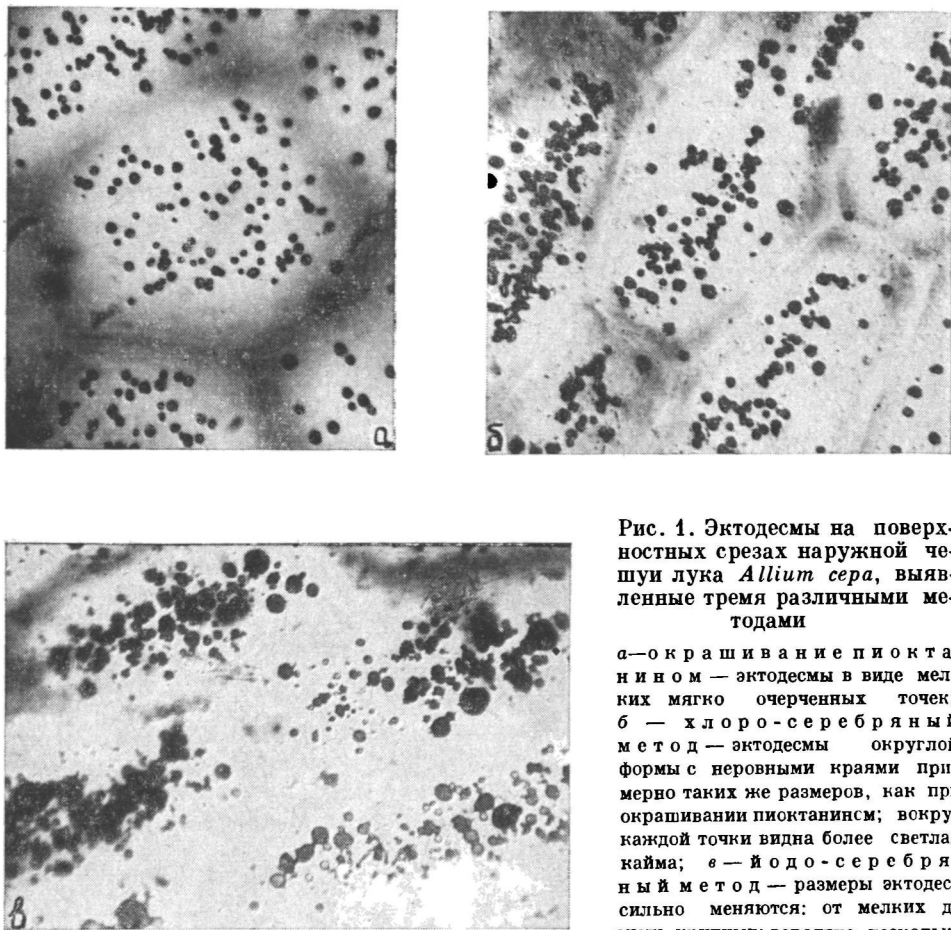 а
б
в
Рис. 1. Эктодесмы на поверх-
ностных срезах наружной че-
шуи лука Allium cepa, выяв-
ленные тремя различными ме-
тодами
а—окрашивание пиокта
нином — эктодесмы в виде мел
ких мягко очерченных точек
б — хлоро-серебряный
метод — эктодесмы округлой
формы с неровными краями при
мерно таких же размеров, как пр
окрашивании пиоктанинсм; вокру
каждой точки видна более светла
кайма; в — йодо-серебря
ный метод — размеры эктодес
сильно меняются: от мелких д